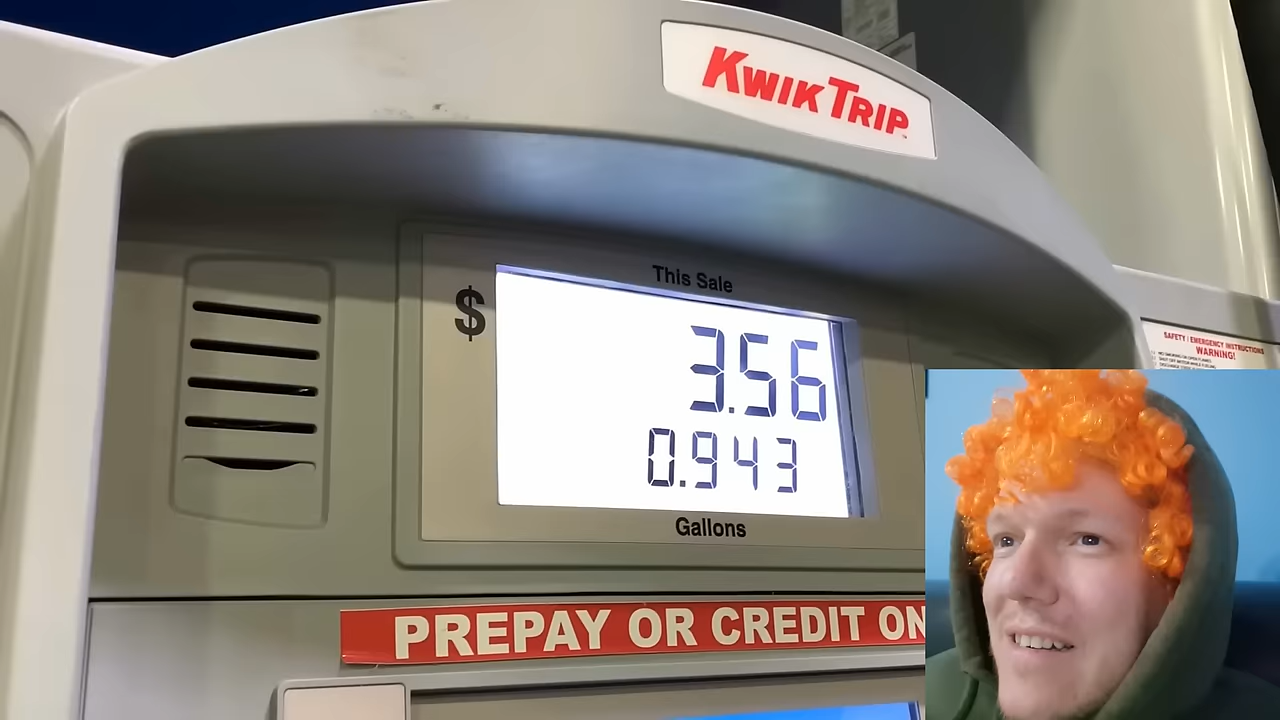 KWIK TRIP
This Sale
$
3.56
0.943
Gallons
SAFETY / EMERGENCY INSTRUCTIONS
WARNING!
PREPAY OR CREDIT ON